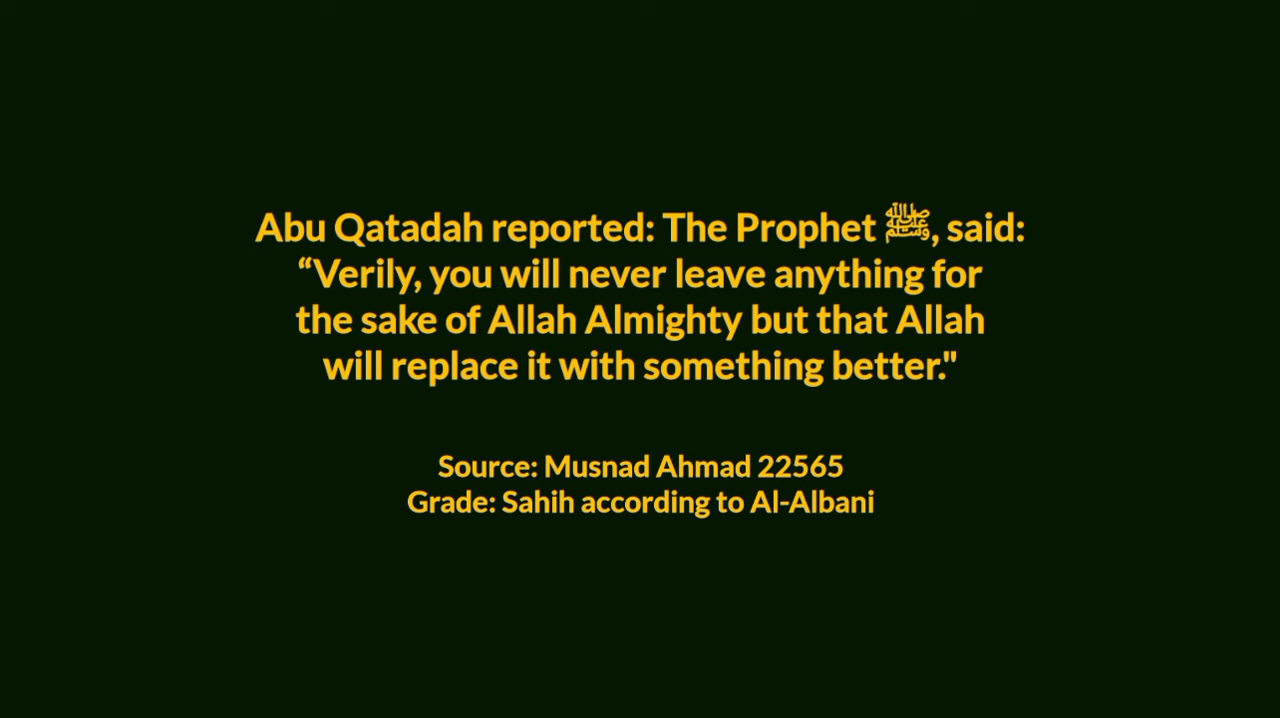 Abu Qatadah reported: The Prophet ﷺ, said:
“Verily, you will never leave anything for
the sake of Allah Almighty but that Allah
will replace it with something better."
Source: Musnad Ahmad 22565
Grade: Sahih according to Al-Albani